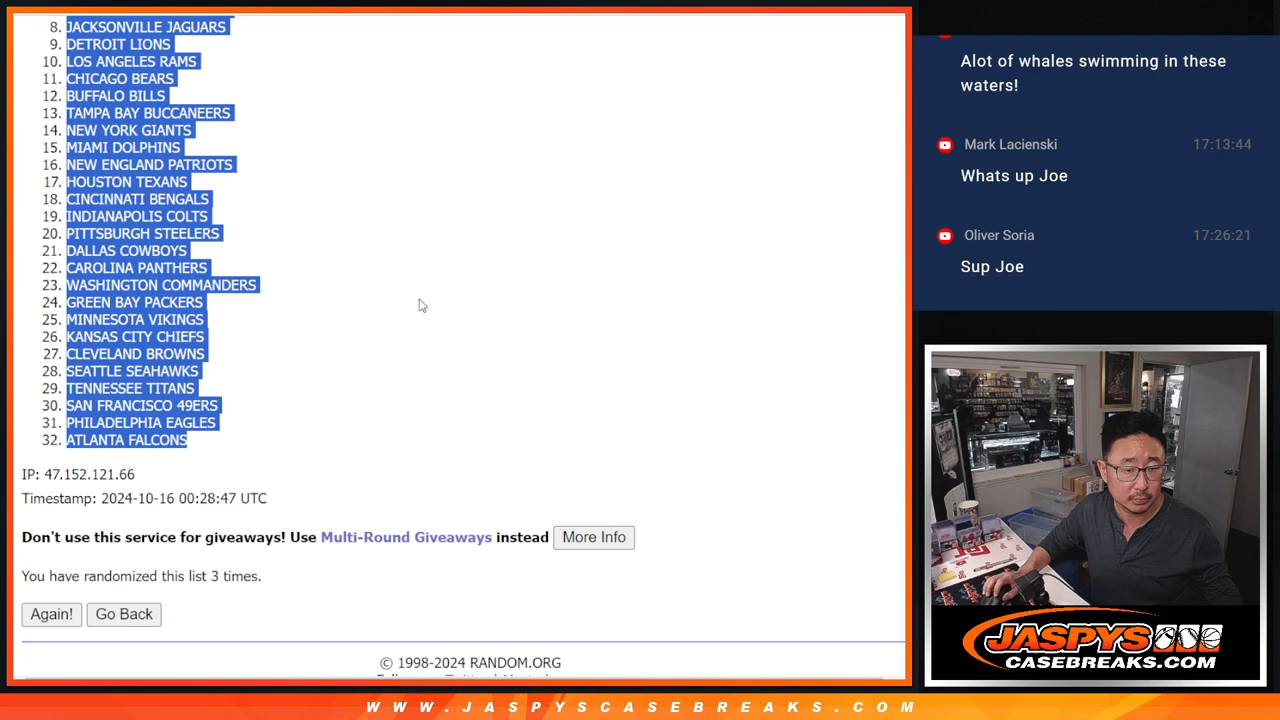 8. JACKSONVILLE JAGUARS
9. DETROIT LIONS
10. LOS ANGELES RAMS
11. CHICAGO BEARS
12. BUFFALO BILLS
13. TAMPA BAY BUCCANEERS
14. NEW YORK GIANTS
15. MIAMI DOLPHINS
16. NEW ENGLAND PATRIOTS
17. HOUSTON TEXANS
18. CINCINNATI BENGALS
19. INDIANAPOLIS COLTS
20. PITTSBURGH STEELERS
21. DALLAS COWBOYS
22. CAROLINA PANTHERS
23. WASHINGTON COMMANDERS
24. GREEN BAY PACKERS
25. MINNESOTA VIKINGS
26. KANSAS CITY CHIEFS
27. CLEVELAND BROWNS
28. SEATTLE SEAHAWKS
29. TENNESSEE TITANS
30. SAN FRANCISCO 49ERS
31. PHILADELPHIA EAGLES
32. ATLANTA FALCONS
IP: 47.152.121.66
Timestamp: 2024-10-16 00:28:47 UTC
Don't use this service for giveaways! Use Multi-Round Giveaways instead More Info
You have randomized this list 3 times.
Again! Go Back
© 1998-2024 RANDOM.ORG
Alot of whales swimming in these
waters!
Mark Lacienski 17:13:44
Whats up Joe
Oliver Soria 17:26:21
Sup Joe
JASPYS
CASEBREAKS.COM
WWW.JASPYSCASEBREAKS.COM